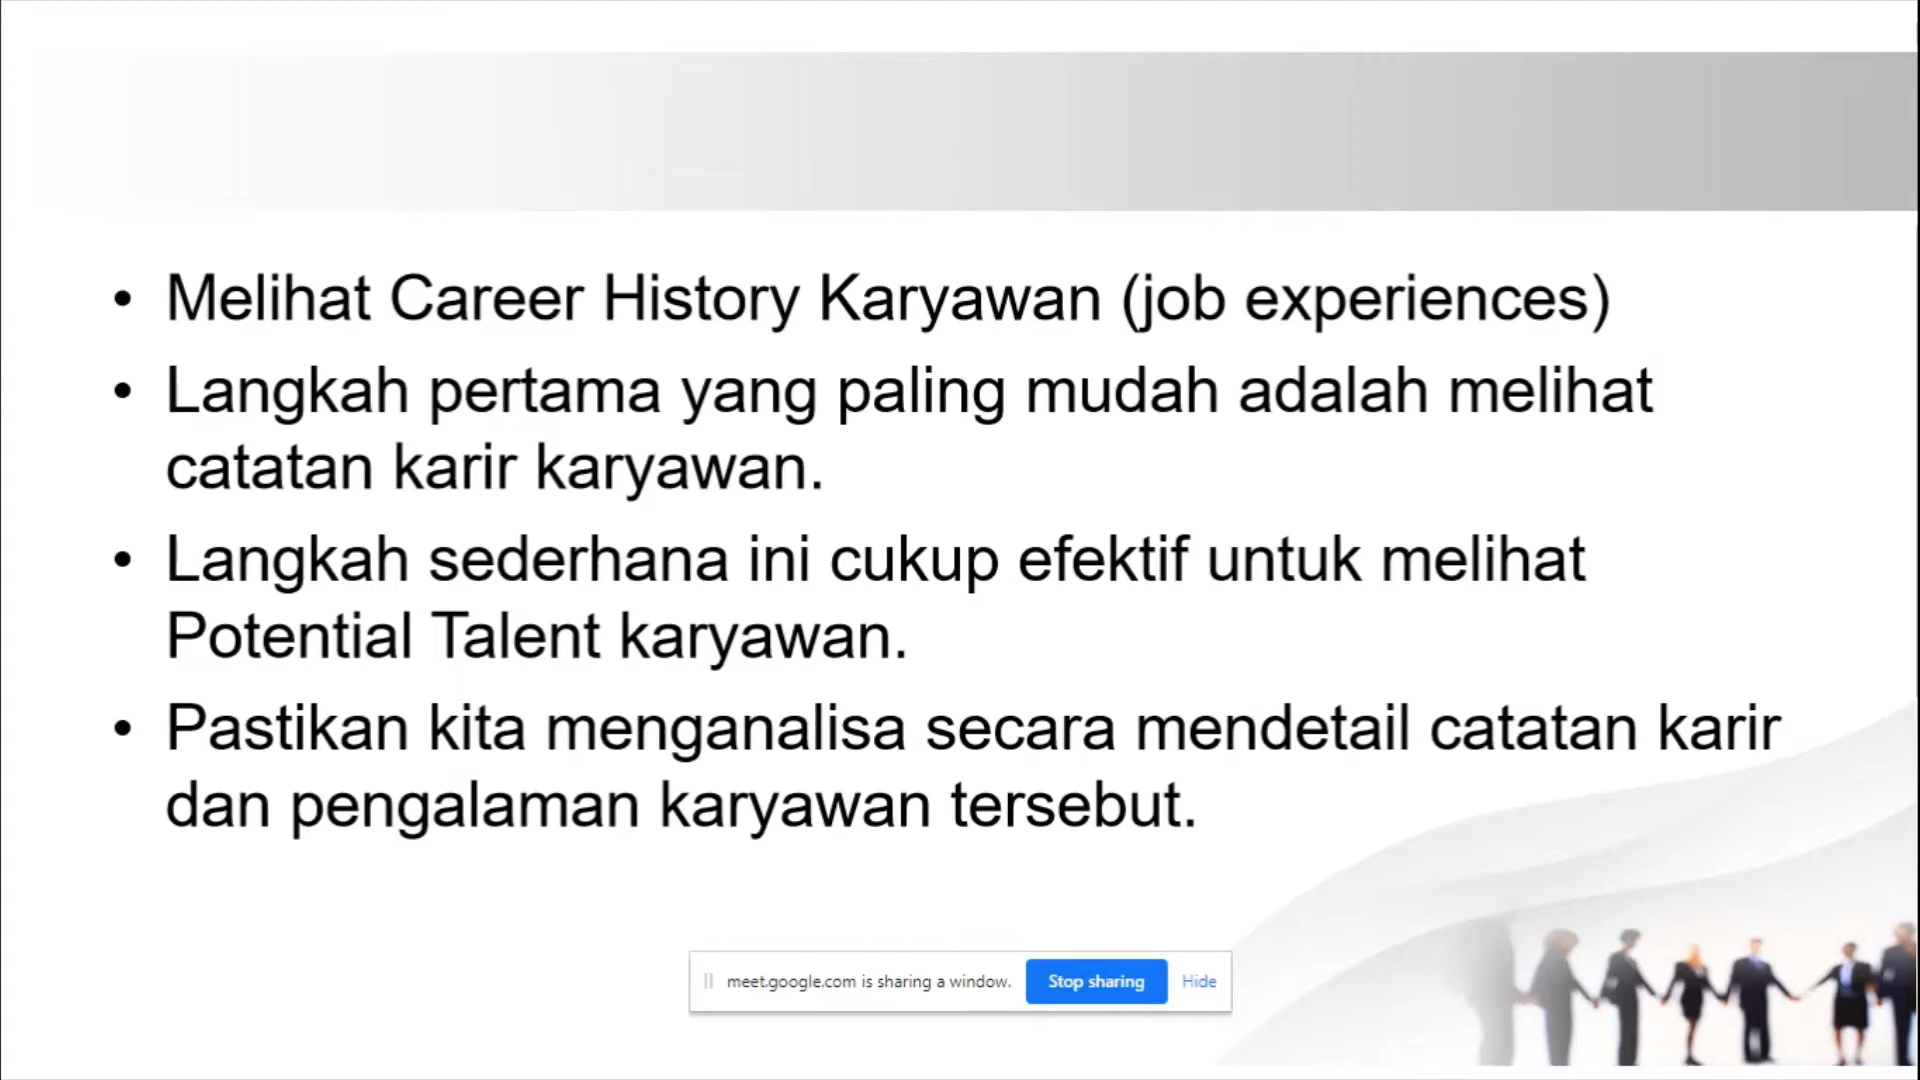 • Melihat Career History Karyawan (job experiences)
• Langkah pertama yang paling mudah adalah melihat
catatan karir karyawan.
• Langkah sederhana ini cukup efektif untuk melihat
Potential Talent karyawan.
• Pastikan kita menganalisa secara mendetail catatan karir
dan pengalaman karyawan tersebut.
meet.google.com is sharing a window. Stop sharing Hide